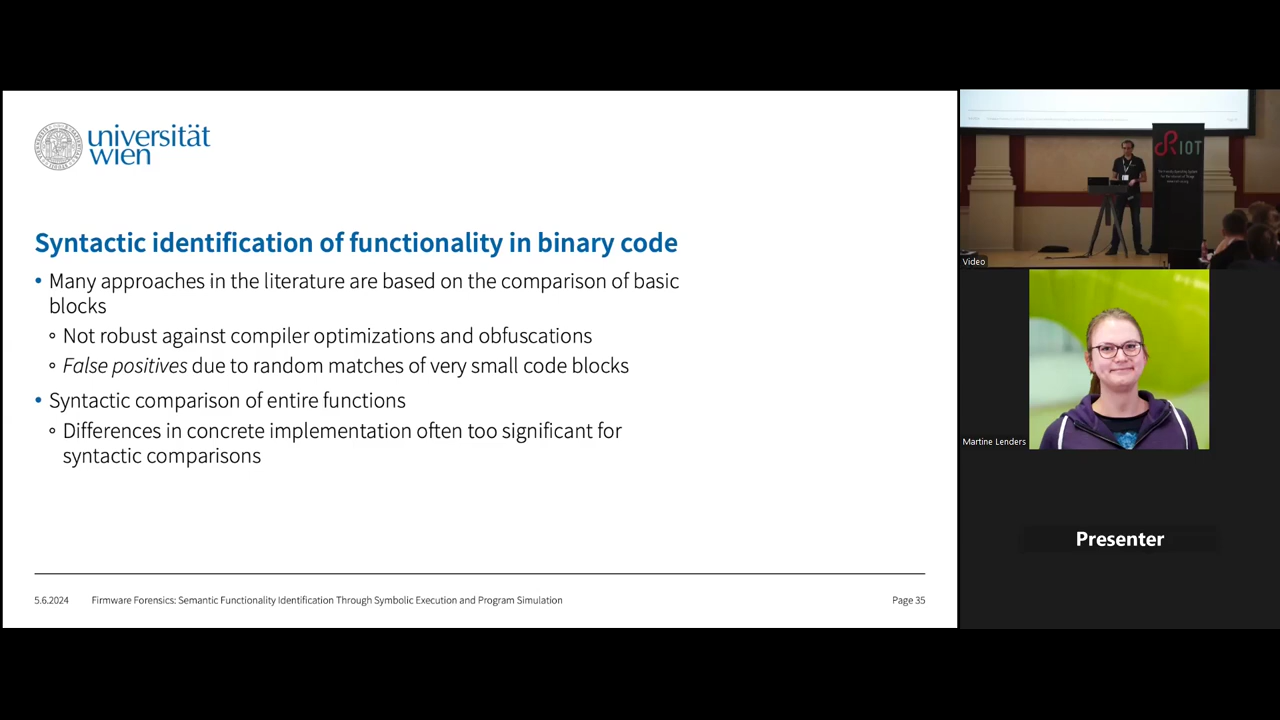 universität
wien
Syntactic identification of functionality in binary code
• Many approaches in the literature are based on the comparison of basic
blocks
◦ Not robust against compiler optimizations and obfuscations
◦ False positives due to random matches of very small code blocks
• Syntactic comparison of entire functions
◦ Differences in concrete implementation often too significant for
syntactic comparisons
5.6.2024 Firmware Forensics: Semantic Functionality Identification Through Symbolic Execution and Program Simulation Page 35
RIOT
Video
Martine Lenders
Presenter